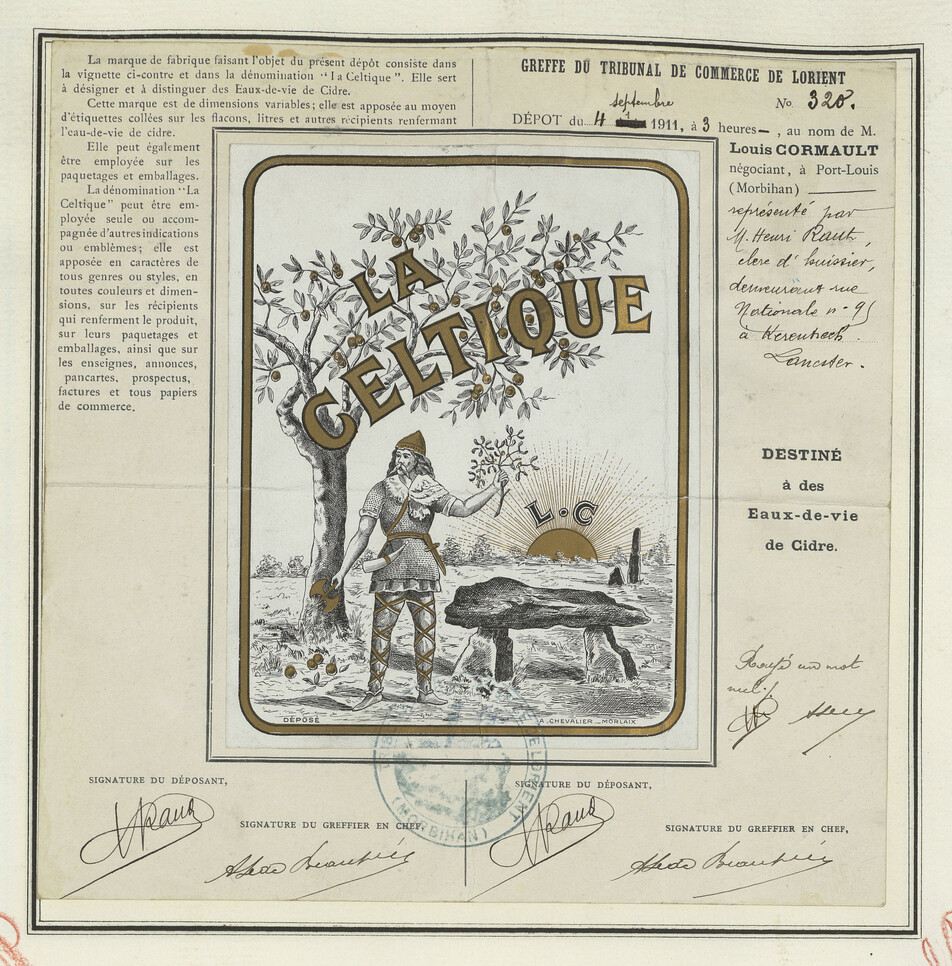 La marque de fabrique faisant l'objet du présent dépôt consiste dans
la vignette ci-contre et dans la dénomination "La Celtique". Elle sert
à désigner et à distinguer des Eaux-de-vie de Cidre.
Cette marque est de dimensions variables; elle est apposée au moyen
d'étiquettes collées sur les flacons, litres et autres récipients renfermant
l'eau-de-vie de cidre.
Elle peut également
être employée sur les
paquetages et emballages.
La dénomination "La
Celtique" peut être em-
ployée seule ou accom-
pagnée d'autres indications
ou emblèmes; elle est
apposée en caractères de
tous genres ou styles, en
toutes couleurs et dimen-
sions, sur les récipients
qui renferment le produit,
sur leurs paquetages et
emballages, ainsi que sur
les enseignes, annonces,
pancartes, prospectus,
factures et tous papiers
de commerce.
GREFFE DU TRIBUNAL DE COMMERCE DE LORIENT
No 320.
septembre
DÉPOT du 4 1911, à 3 heures , au nom de M.
Louis CORMAULT
négociant, à Port-Louis
(Morbihan)
représenté par
M. Henri Raut,
clerc d'huissier,
demeurant rue
Nationale n° 95
à Kerentrech
Lanester.
LA
CELTIQUE
L.C
DÉPOSÉ
A. CHEVALIER _ MORLAIX
DESTINÉ
à des
Eaux-de-vie
de Cidre.
Rayé un mot
nul.
DE LORIENT
(MORBIHAN)
SIGNATURE DU DÉPOSANT,
HRaut
SIGNATURE DU GREFFIER EN CHEF,
SIGNATURE DU DÉPOSANT,
HRaut
SIGNATURE DU GREFFIER EN CHEF,